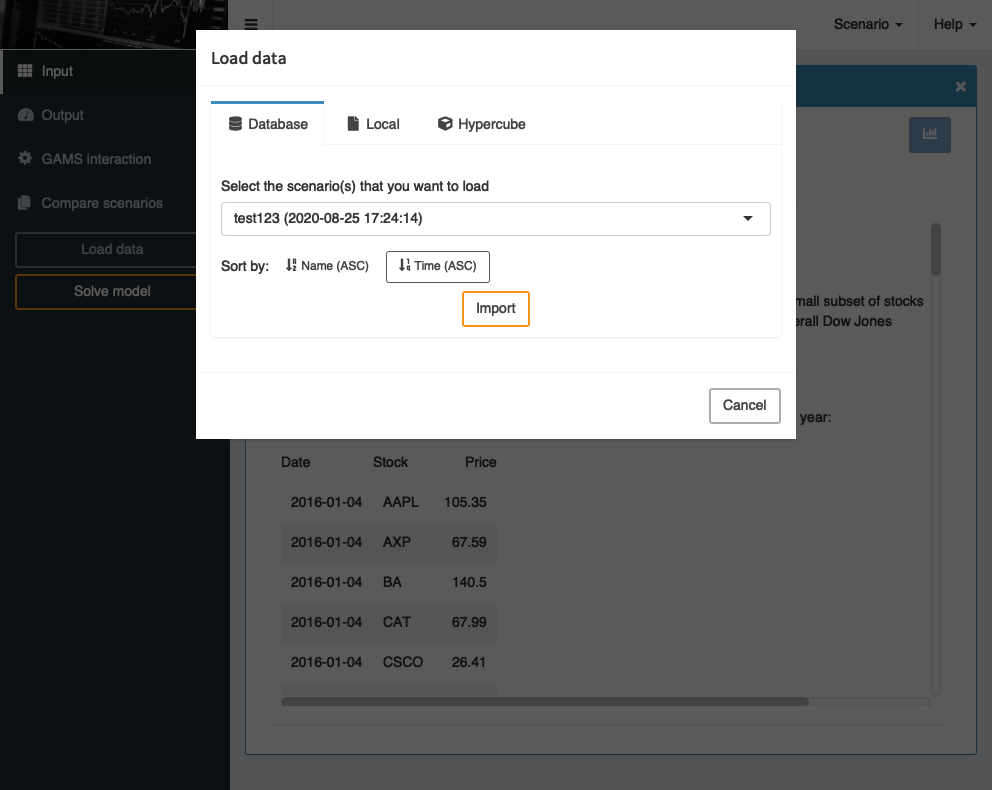 Scenario
Help
Load data
Input
Output
GAMS interaction
Compare scenarios
Load data
Solve model
Database
Local
Hypercube
Select the scenario(s) that you want to load
test123 (2020-08-25 17:24:14)
Sort by: Name (ASC) Time (ASC)
Import
Cancel
mall subset of stocks
erall Dow Jones
year:
Date Stock Price
2016-01-04 AAPL 105.35
2016-01-04 AXP 67.59
2016-01-04 BA 140.5
2016-01-04 CAT 67.99
2016-01-04 CSCO 26.41